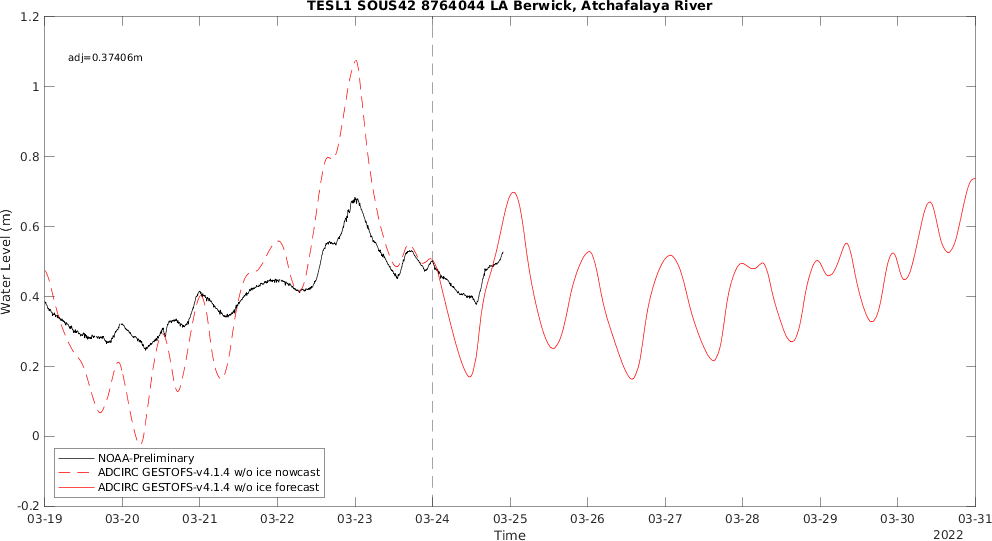 TESL1 SOUS42 8764044 LA Berwick, Atchafalaya River
1.2
adj=0.37406m
1
0.8
0.6
Water Level (m)
0.4
0.2
0
NOAA-Preliminary
ADCIRC GESTOFS-v4.1.4 w/o ice nowcast
ADCIRC GESTOFS-v4.1.4 w/o ice forecast
-0.2
03-19 03-20 03-21 03-22 03-23 03-24 03-25 03-26 03-27 03-28 03-29 03-30 03-31
Time
2022